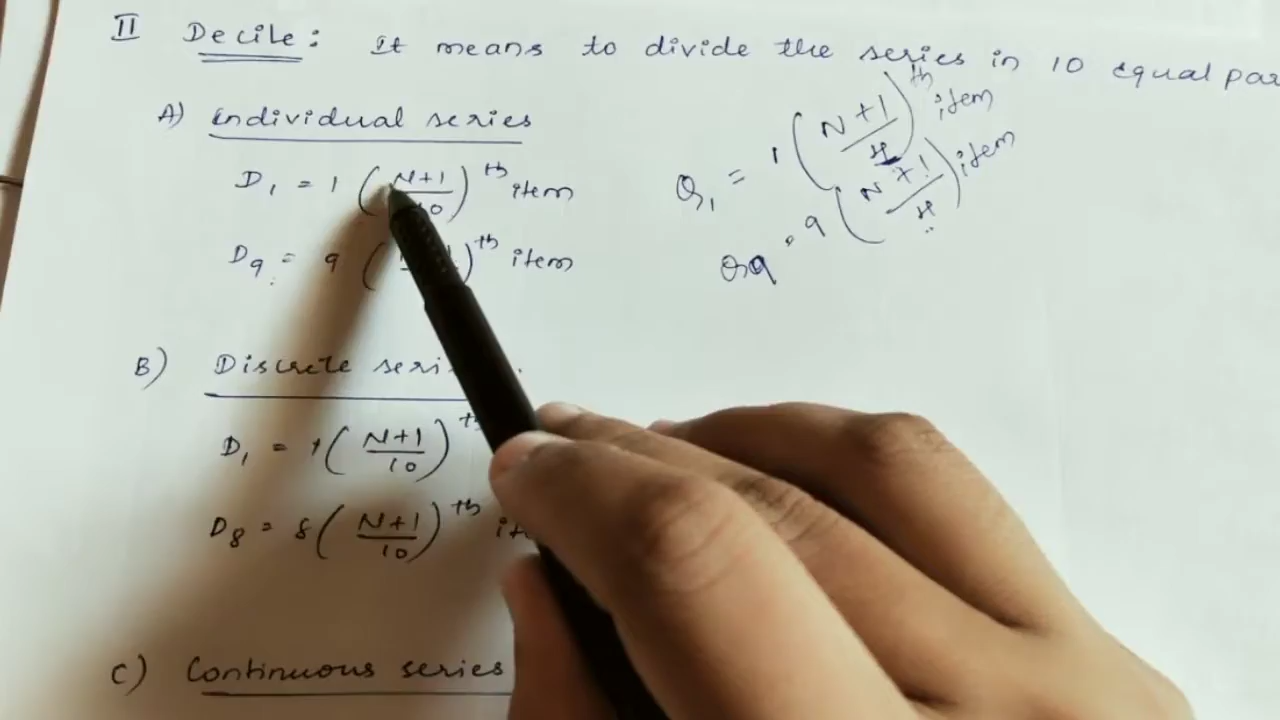 II Decile: It means to divide the series in 10 equal par
A) Individual series
D₁ = 1 (N+1/10)th item
D9 = 9 ( )th item
Q₁ = 1 (N+1/4)th item
Q9 = 9 (N+1/4) item
B) Discrete seri
D₁ = 1 (N+1/10)th
D8 = 8 (N+1/10)th ite
C) Continuous series